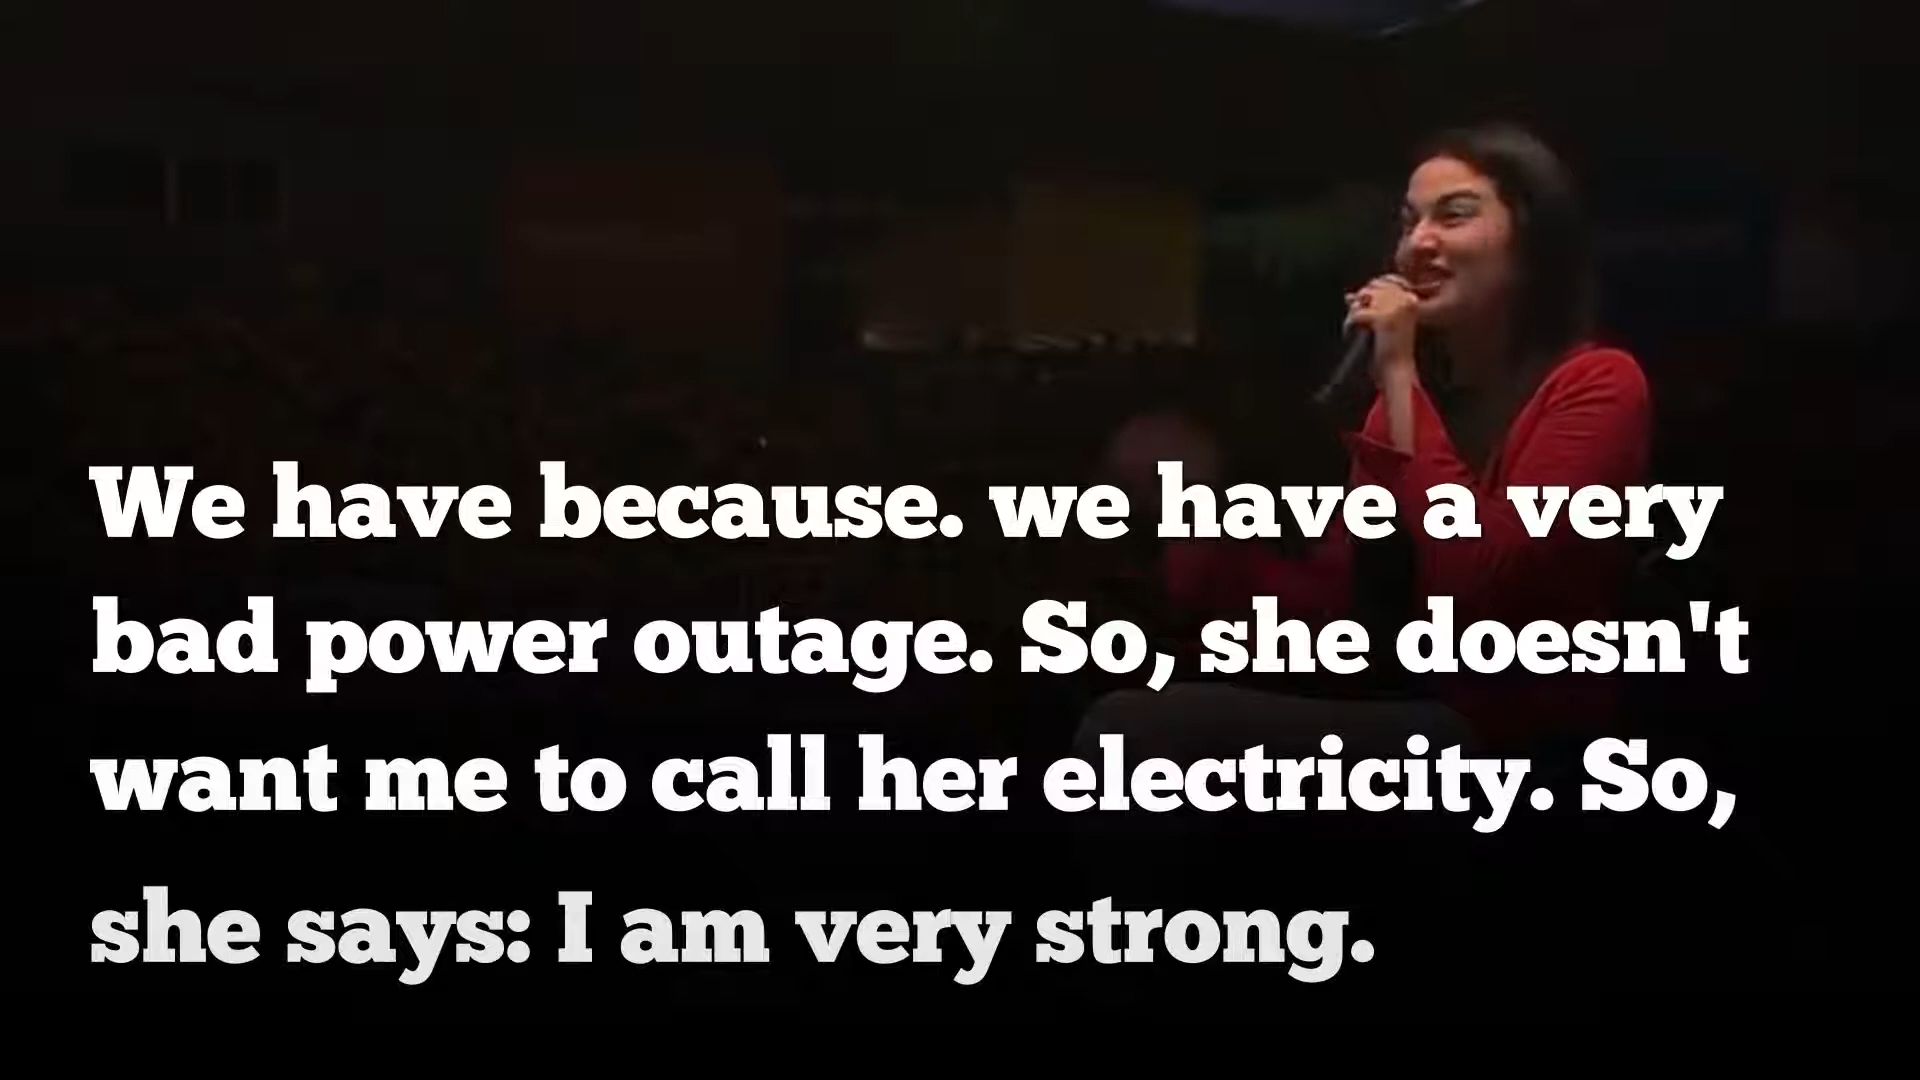 We have because. we have a very
bad power outage. So, she doesn't
want me to call her electricity. So,
she says: I am very strong.